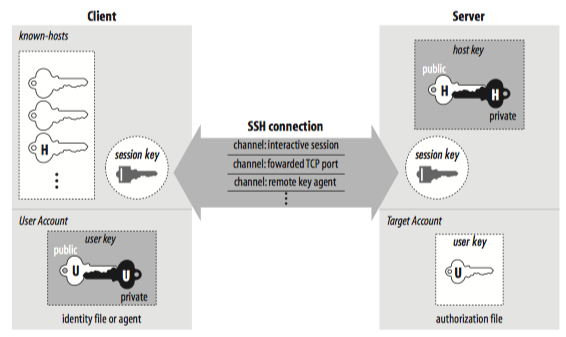 Client
Server
known-hosts
host key
public
H
H
private
H
SSH connection
channel: interactive session
channel: fowarded TCP port
channel: remote key agent
session key
session key
User Account
user key
public
U
U
private
identity file or agent
Target Account
user key
U
authorization file